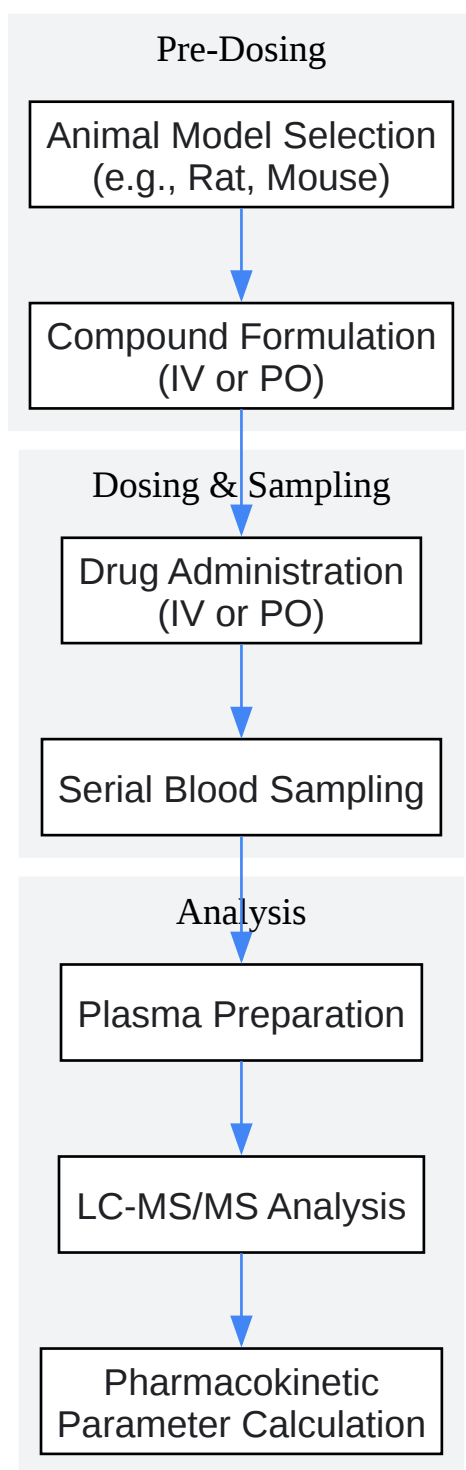 Pre-Dosing
Animal Model Selection
(e.g., Rat, Mouse)
Compound Formulation
(IV or PO)
Dosing & Sampling
Drug Administration
(IV or PO)
Serial Blood Sampling
Analysis
Plasma Preparation
LC-MS/MS Analysis
Pharmacokinetic
Parameter Calculation